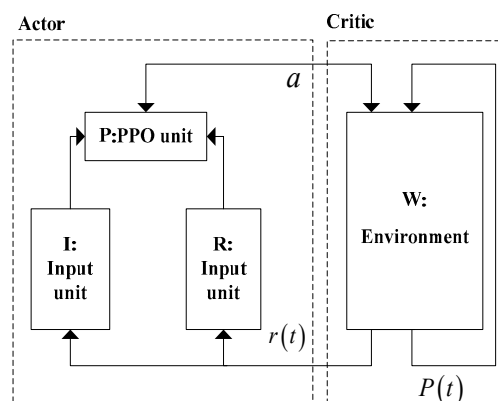 Actor
Critic
a
P:PPO unit
W:
Environment
I:
Input
unit
R:
Input
unit
r(t)
P(t)